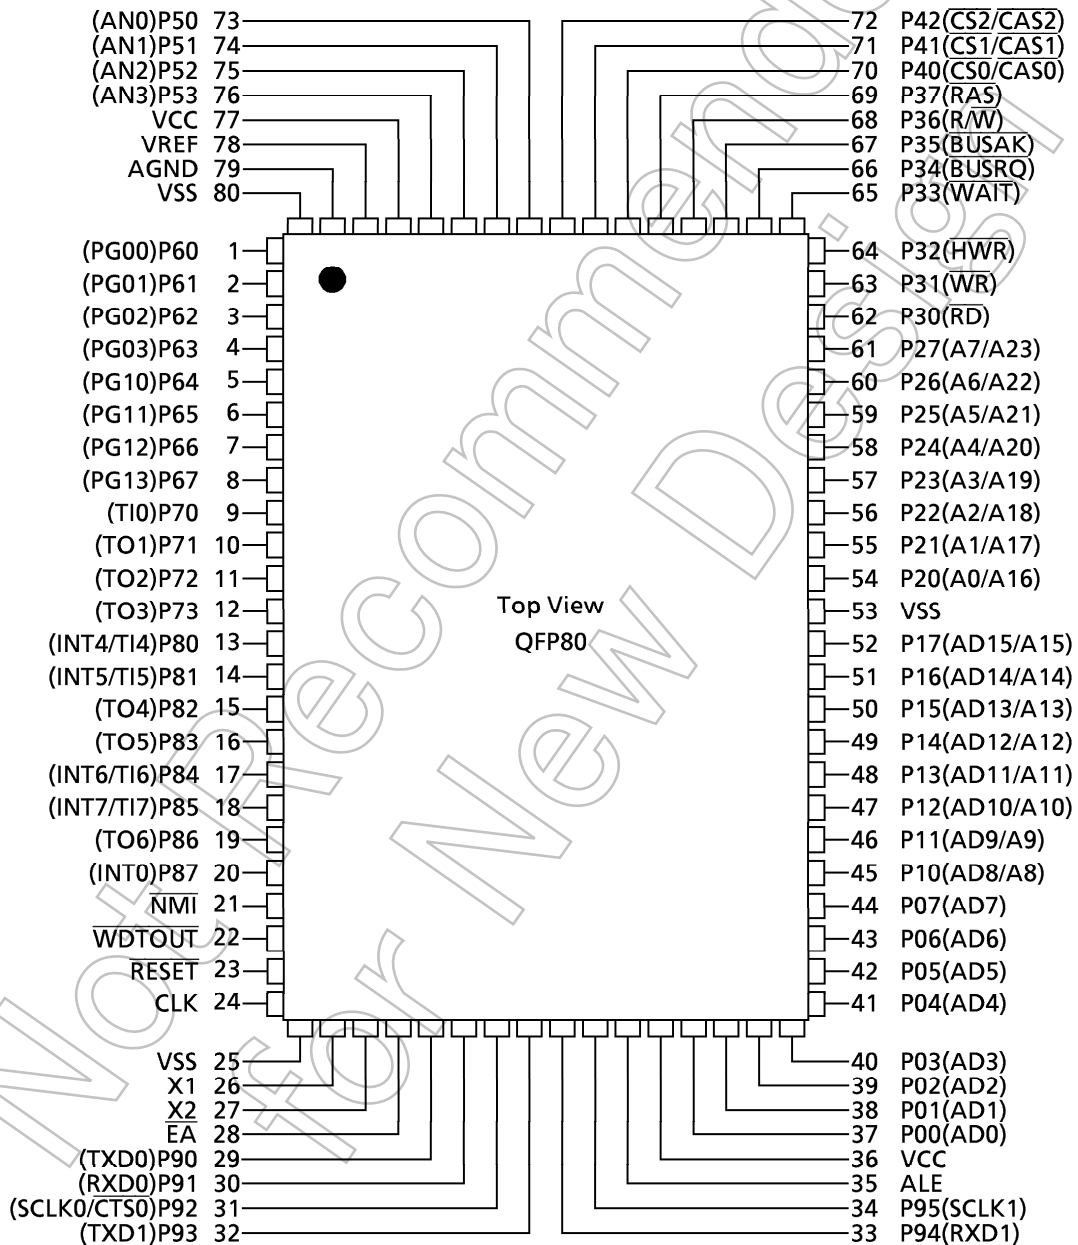 (AN0)P50 73
(AN1)P51 74
(AN2)P52 75
(AN3)P53 76
VCC 77
VREF 78
AGND 79
VSS 80
72 P42(CS2/CAS2)
71 P41(CS1/CAS1)
70 P40(CS0/CAS0)
69 P37(RAS)
68 P36(R/W)
67 P35(BUSAK)
66 P34(BUSRQ)
65 P33(WAIT)
(PG00)P60 1
(PG01)P61 2
(PG02)P62 3
(PG03)P63 4
(PG10)P64 5
(PG11)P65 6
(PG12)P66 7
(PG13)P67 8
(TI0)P70 9
(TO1)P71 10
(TO2)P72 11
(TO3)P73 12
(INT4/TI4)P80 13
(INT5/TI5)P81 14
(TO4)P82 15
(TO5)P83 16
(INT6/TI6)P84 17
(INT7/TI7)P85 18
(TO6)P86 19
(INT0)P87 20
NMI 21
WDTOUT 22
RESET 23
CLK 24
Top View
QFP80
64 P32(HWR)
63 P31(WR)
62 P30(RD)
61 P27(A7/A23)
60 P26(A6/A22)
59 P25(A5/A21)
58 P24(A4/A20)
57 P23(A3/A19)
56 P22(A2/A18)
55 P21(A1/A17)
54 P20(A0/A16)
53 VSS
52 P17(AD15/A15)
51 P16(AD14/A14)
50 P15(AD13/A13)
49 P14(AD12/A12)
48 P13(AD11/A11)
47 P12(AD10/A10)
46 P11(AD9/A9)
45 P10(AD8/A8)
44 P07(AD7)
43 P06(AD6)
42 P05(AD5)
41 P04(AD4)
VSS 25
X1 26
X2 27
EA 28
(TXD0)P90 29
(RXD0)P91 30
(SCLK0/CTS0)P92 31
(TXD1)P93 32
40 P03(AD3)
39 P02(AD2)
38 P01(AD1)
37 P00(AD0)
36 VCC
35 ALE
34 P95(SCLK1)
33 P94(RXD1)
Not Recommend
for New Design